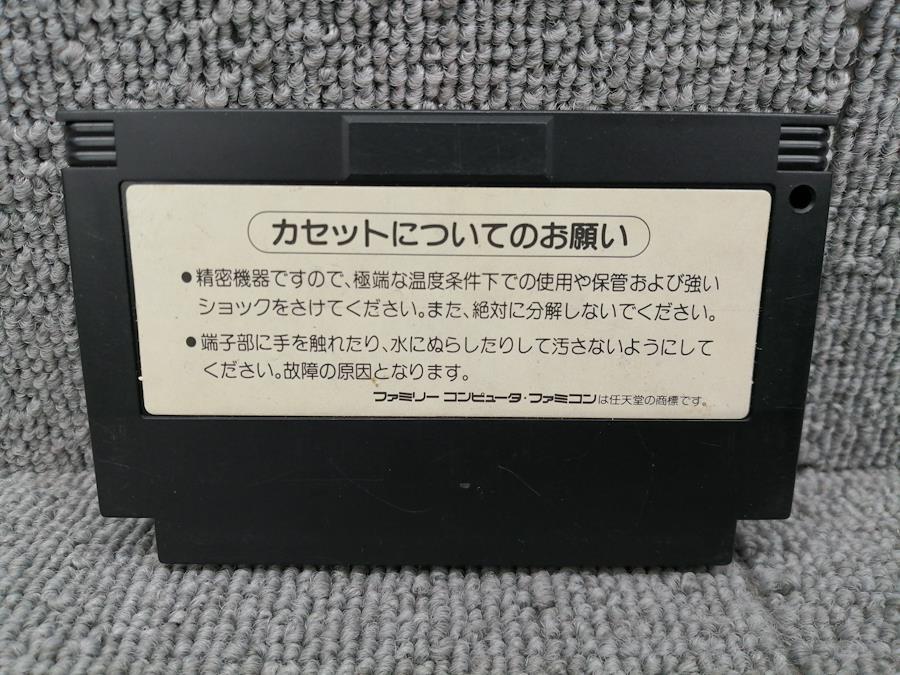 カセットについてのお願い
●精密機器ですので、極端な温度条件下での使用や保管および強い
ショックをさけてください。また、絶対に分解しないでください。
●端子部に手を触れたり、水にぬらしたりして汚さないようにして
ください。故障の原因となります。
ファミリー コンピュータ・ファミコンは任天堂の商標です。